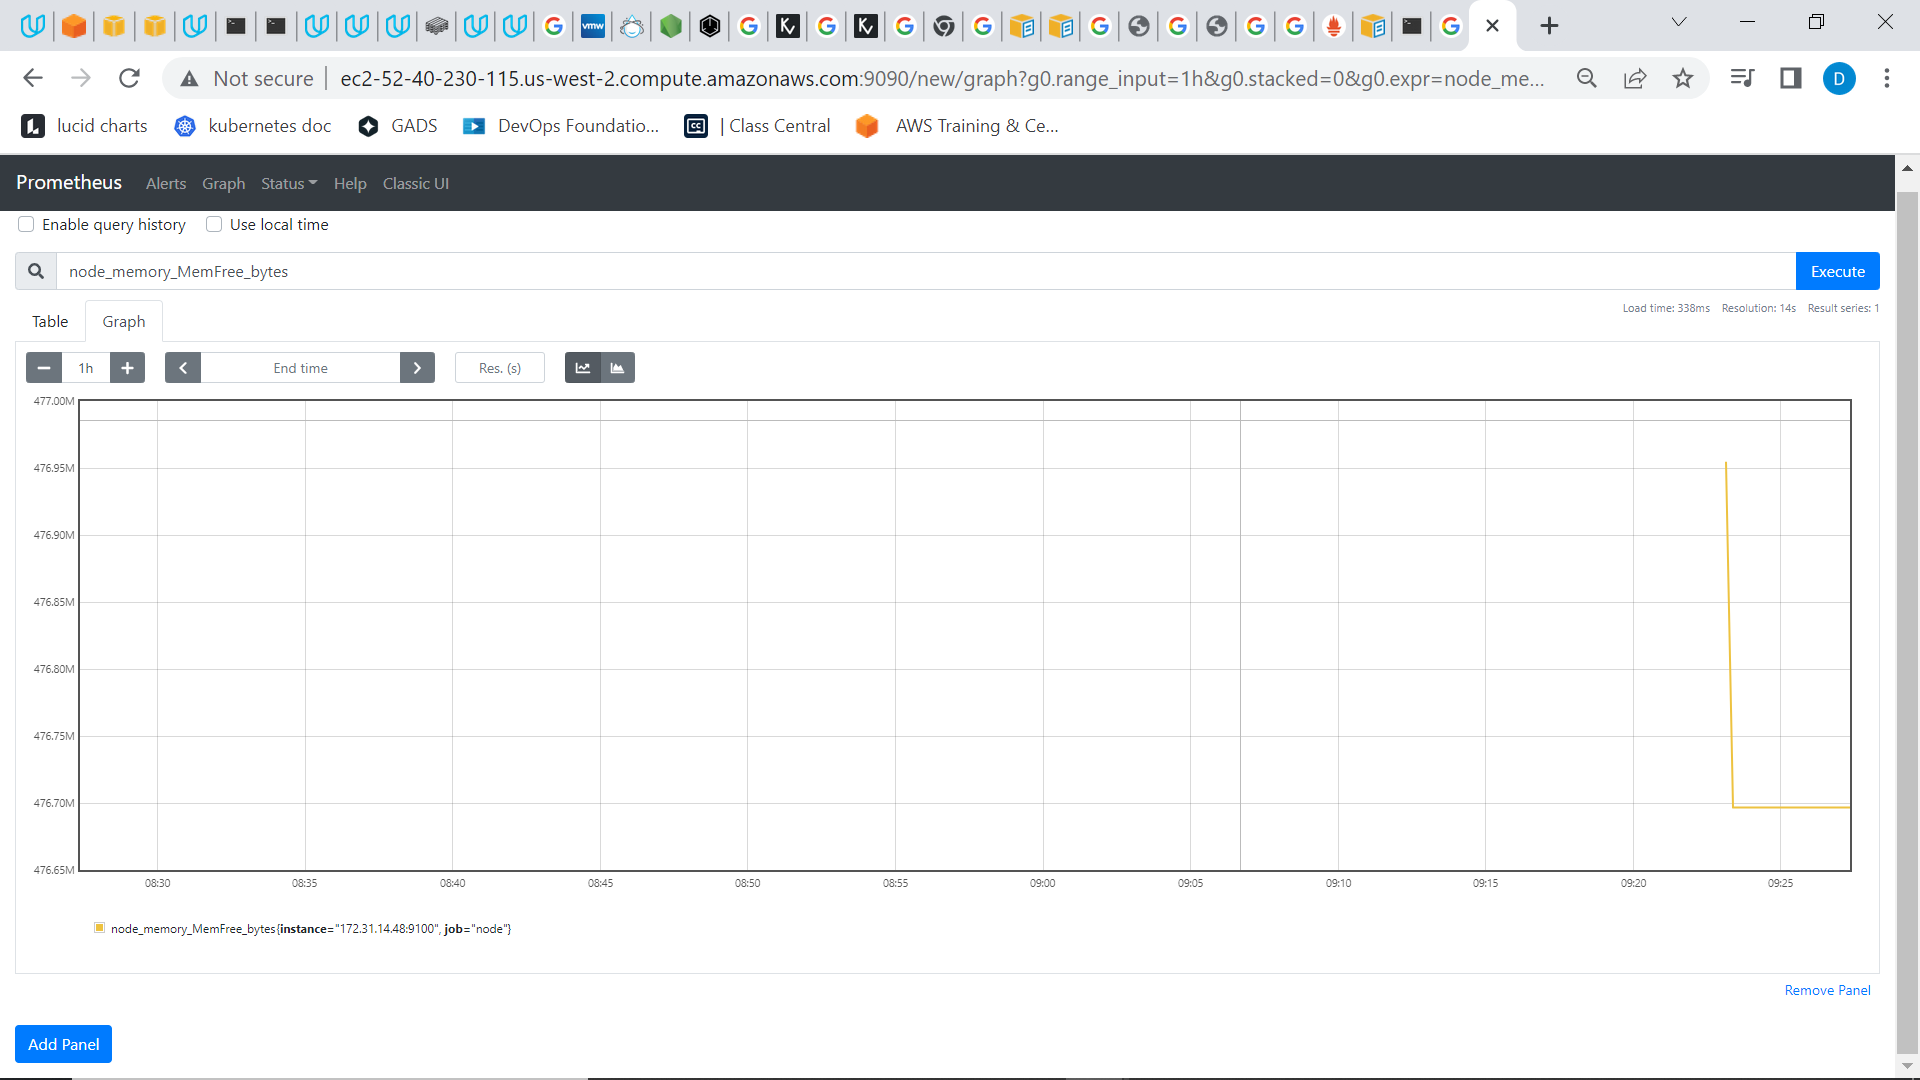 vmw
Not secure ec2-52-40-230-115.us-west-2.compute.amazonaws.com:9090/new/graph?g0.range_input=1h&g0.stacked=0&g0.expr=node_me... D
lucid charts kubernetes doc GADS DevOps Foundatio... CC | Class Central AWS Training & Ce...
Prometheus Alerts Graph Status Help Classic UI
Enable query history Use local time
node_memory_MemFree_bytes Execute
Load time: 338ms Resolution: 14s Result series: 1
Table Graph
1h End time Res. (s)
477.00M
476.95M
476.90M
476.85M
476.80M
476.75M
476.70M
476.65M
08:30 08:35 08:40 08:45 08:50 08:55 09:00 09:05 09:10 09:15 09:20 09:25
node_memory_MemFree_bytes{instance="172.31.14.48:9100", job="node"}
Remove Panel
Add Panel